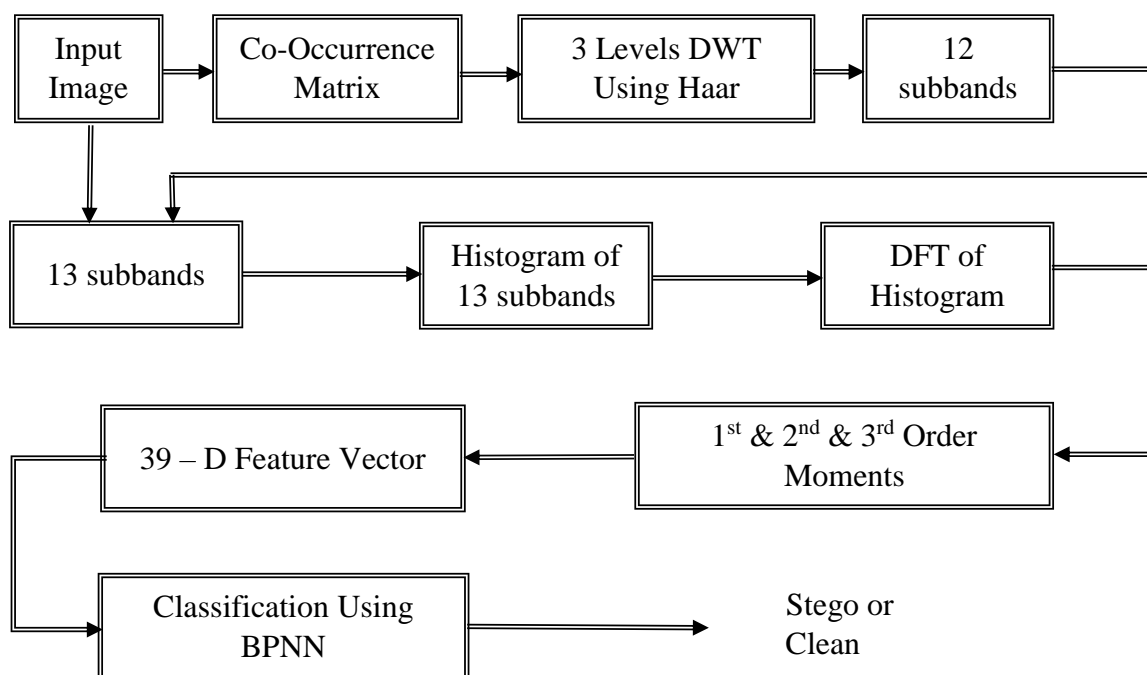 Input
Image
Co-Occurrence
Matrix
3 Levels DWT
Using Haar
12
subbands
13 subbands
Histogram of
13 subbands
DFT of
Histogram
39 – D Feature Vector
1st & 2nd & 3rd Order
Moments
Classification Using
BPNN
Stego or
Clean